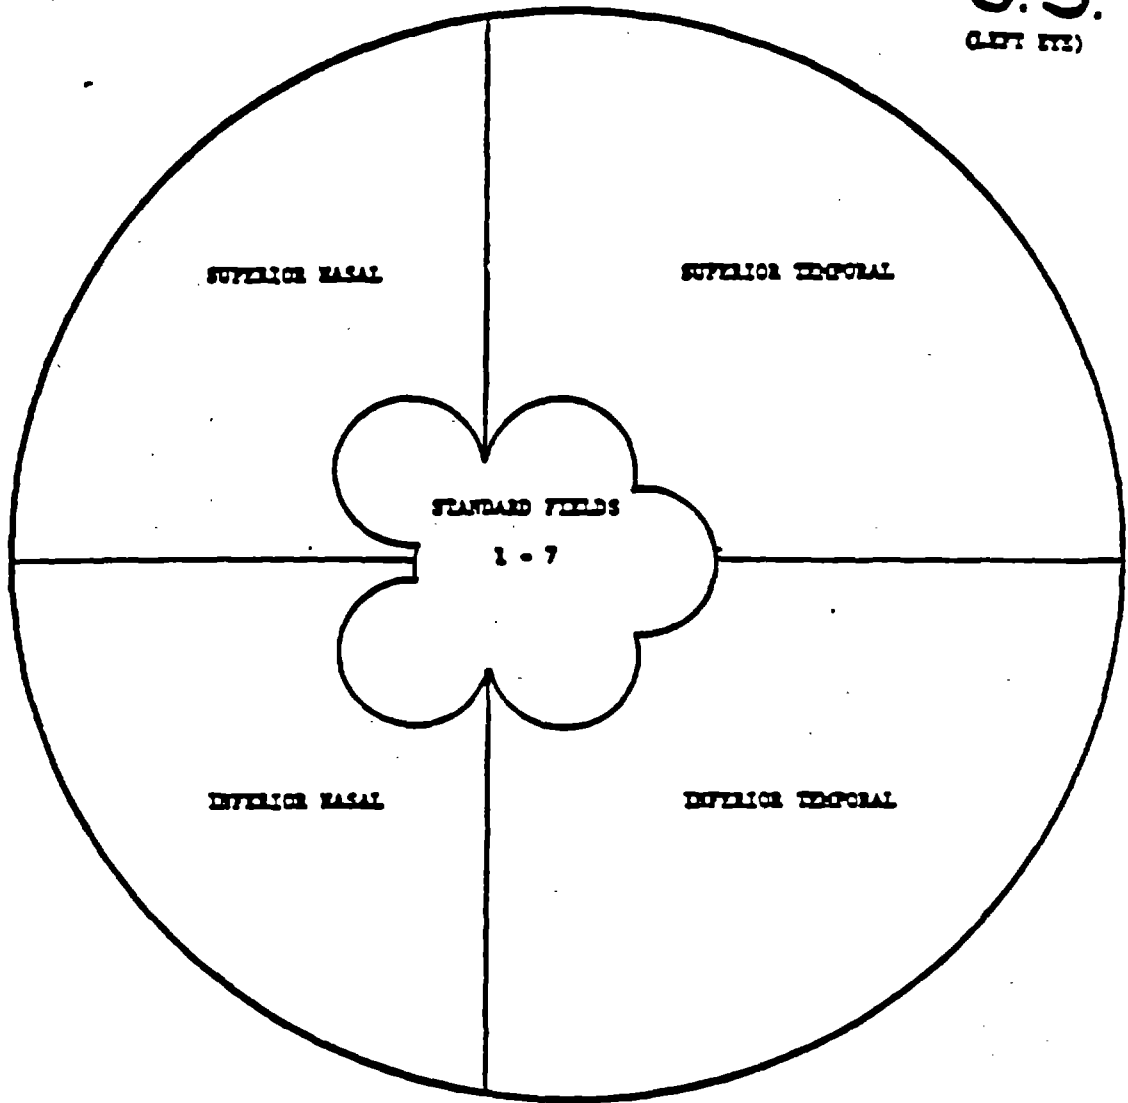 O.S.
(LEFT EYE)
SUPERIOR NASAL
SUPERIOR TEMPORAL
STANDARD FIELDS
1 - 7
INFERIOR NASAL
INFERIOR TEMPORAL